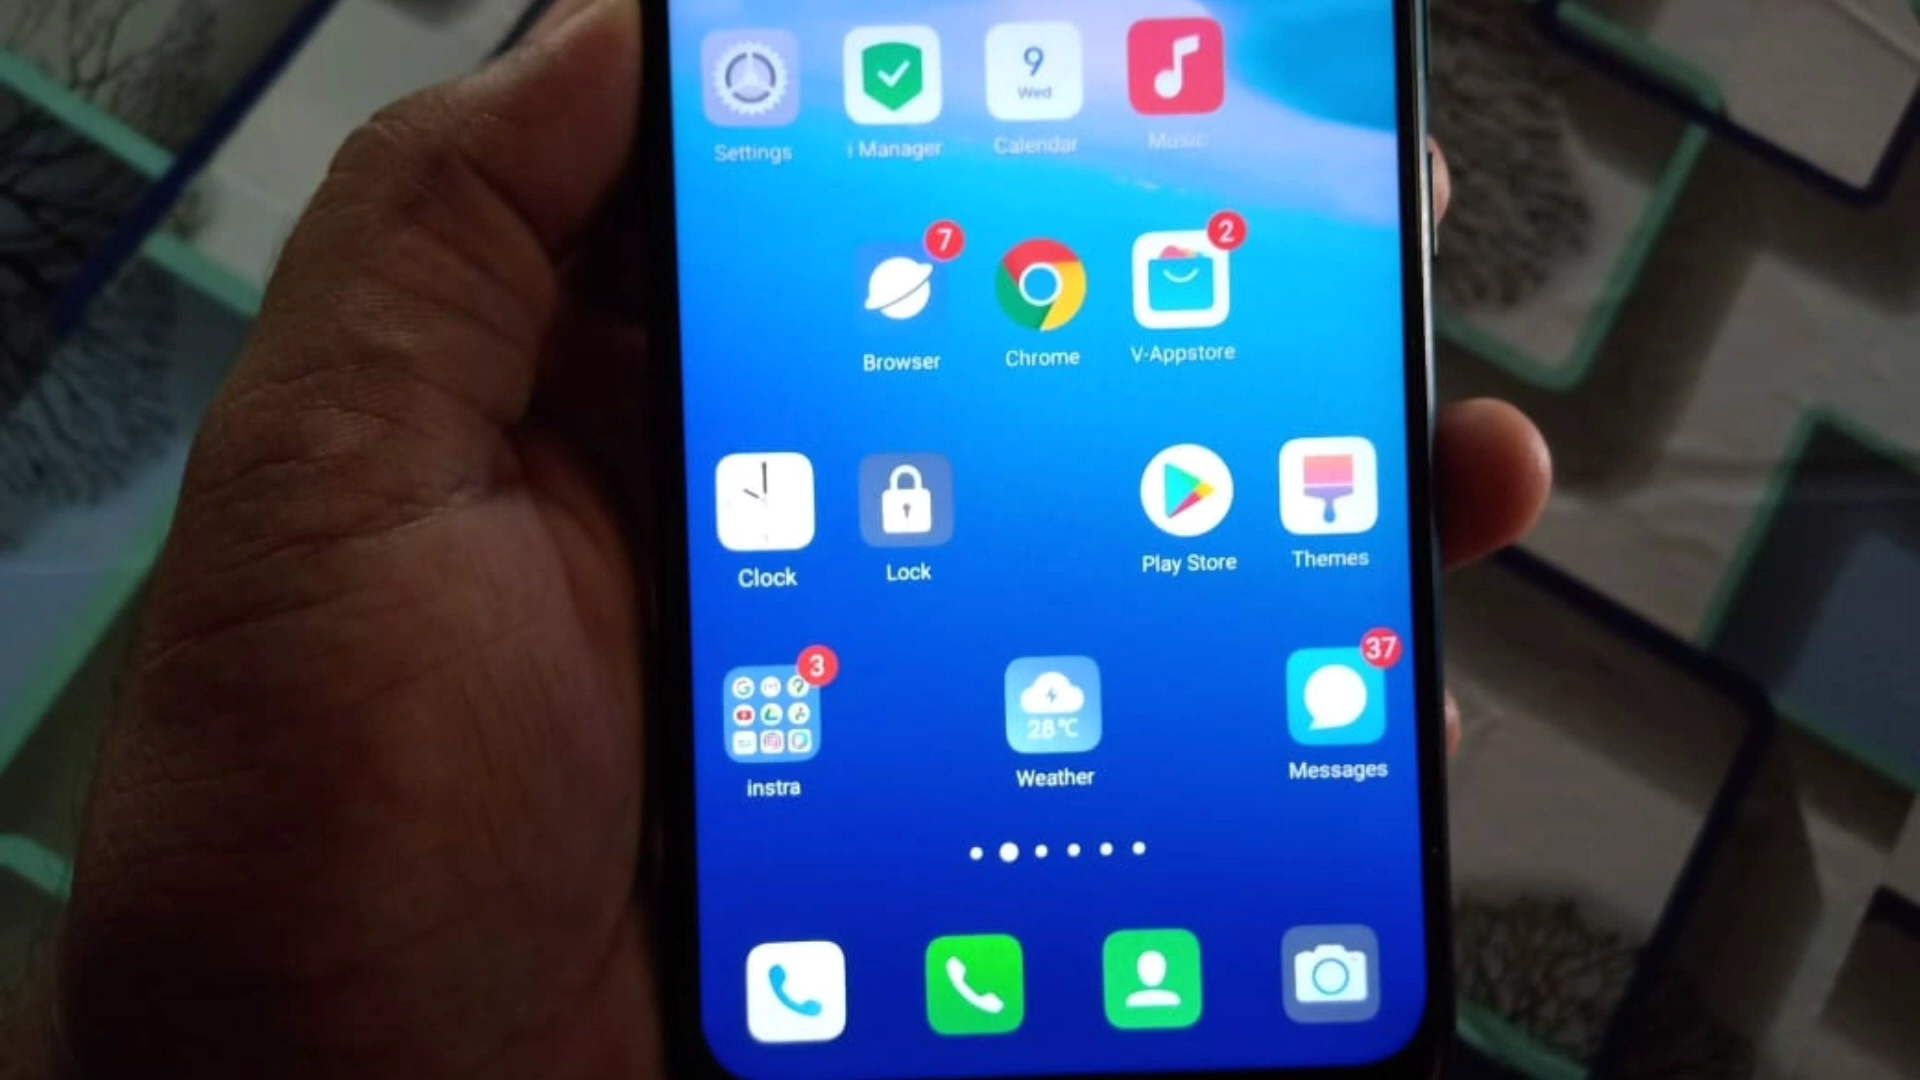 9
Wed
Settings
i Manager
Calendar
Music
7
2
Browser
Chrome
V-Appstore
Clock
Lock
Play Store
Themes
3
37
28°C
instra
Weather
Messages